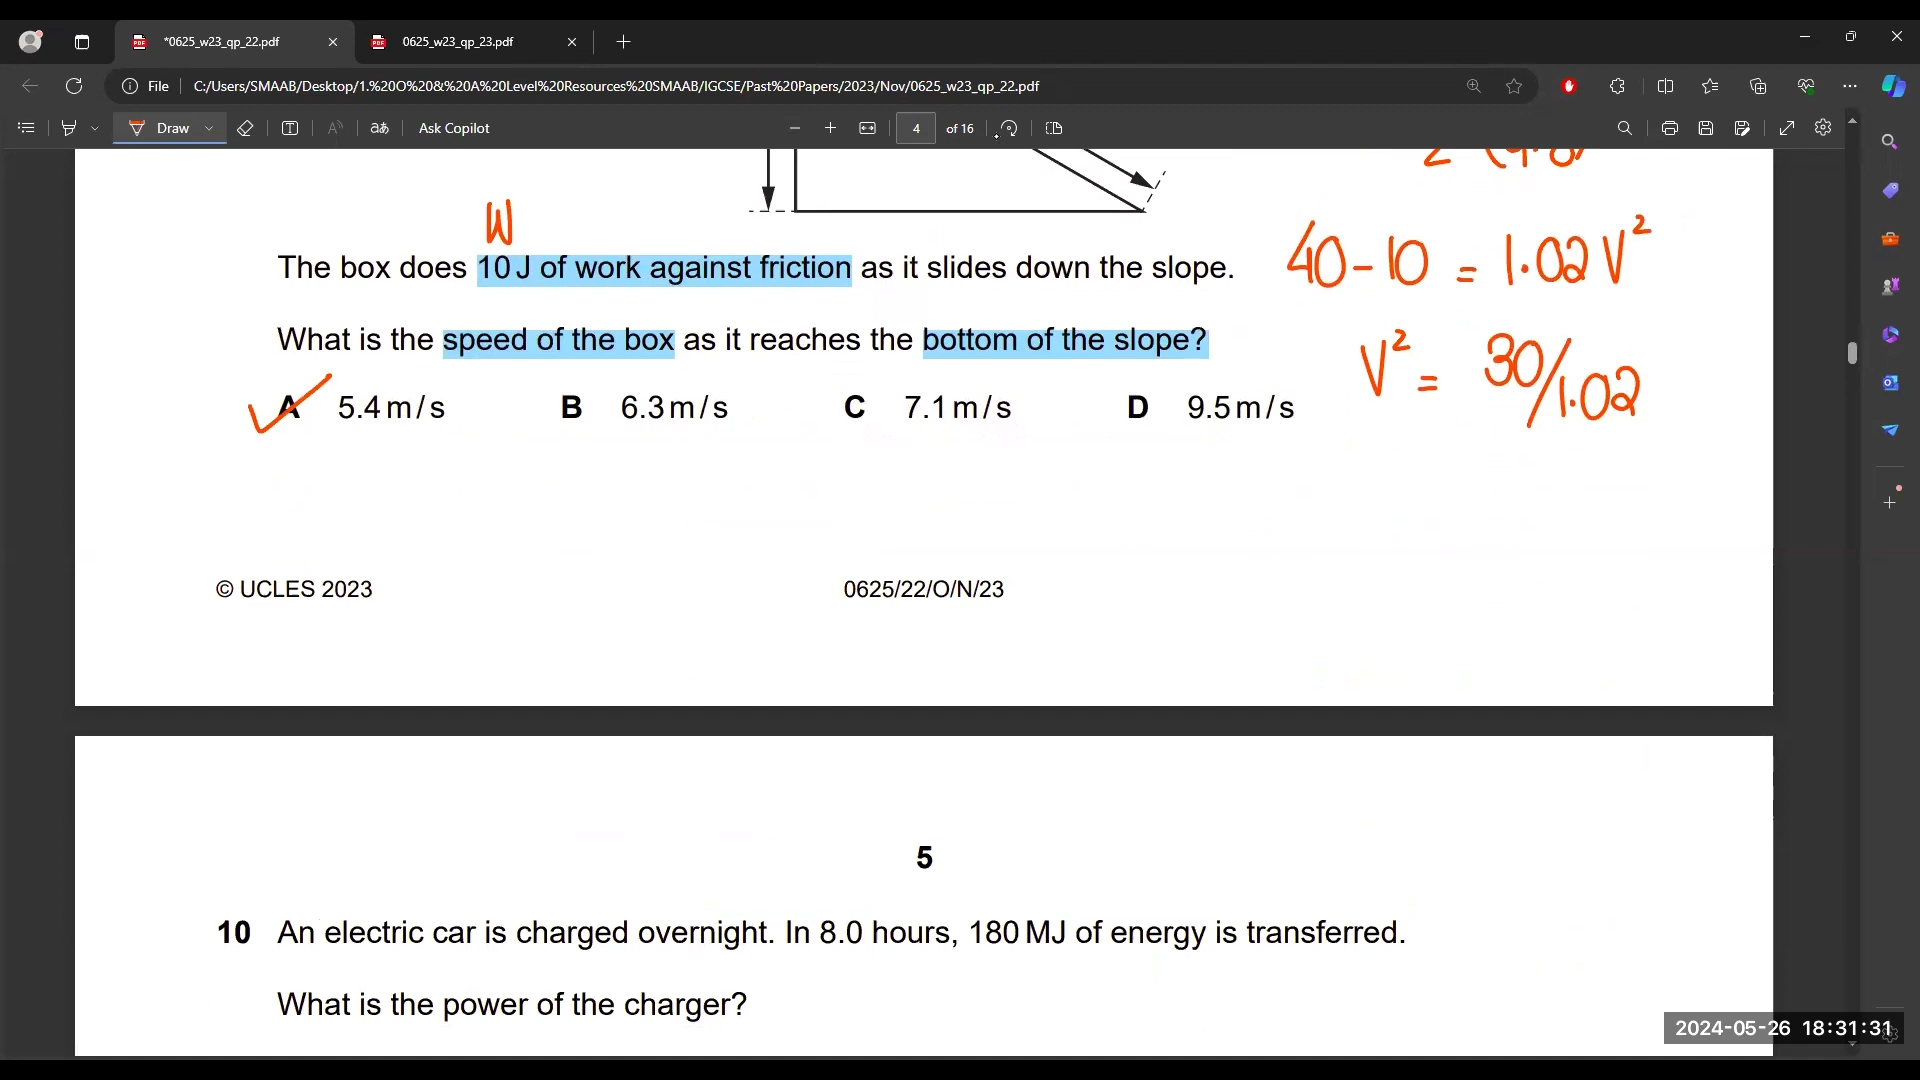 *0625_w23_qp_22.pdf
0625_w23_qp_23.pdf
File
C:/Users/SMAAB/Desktop/1.%20O%20&%20A%20Level%20Resources%20SMAAB/IGCSE/Past%20Papers/2023/Nov/0625_w23_qp_22.pdf
Draw
aあ
Ask Copilot
4 of 16
W
The box does 10 J of work against friction as it slides down the slope.
40-10 = 1.02 V²
What is the speed of the box as it reaches the bottom of the slope?
V² = 30/1.02
A 5.4 m / s B 6.3 m / s C 7.1 m / s D 9.5 m / s
© UCLES 2023 0625/22/O/N/23
5
10 An electric car is charged overnight. In 8.0 hours, 180 MJ of energy is transferred.
What is the power of the charger?
2024-05-26 18:31:31